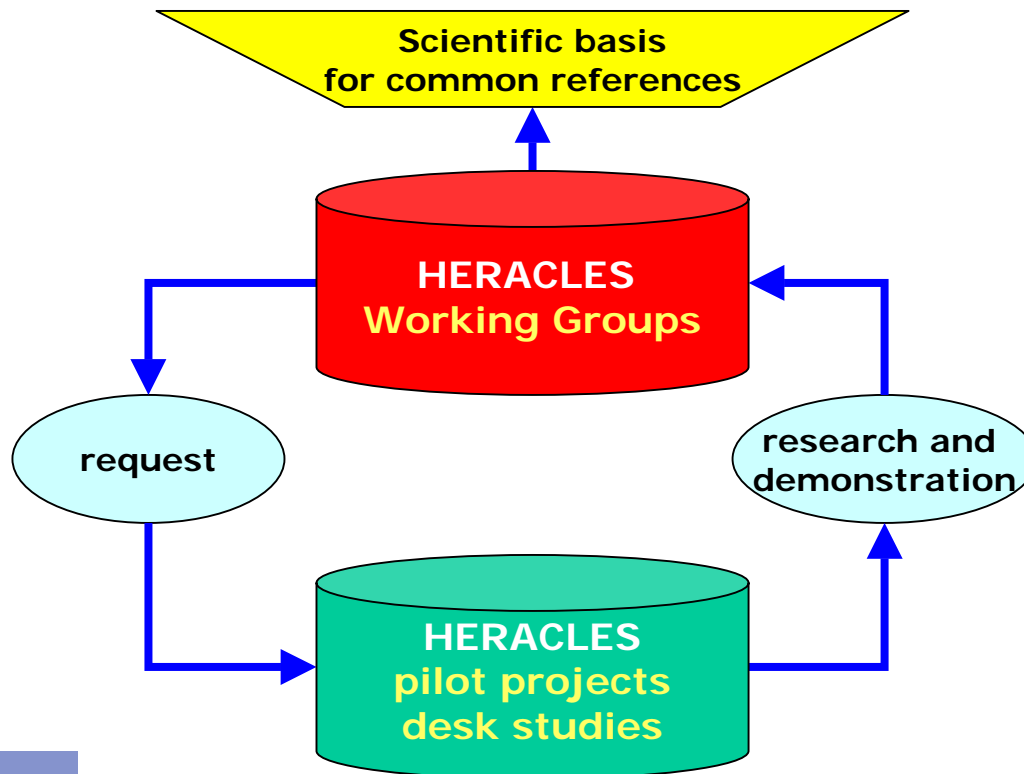 Scientific basis
for common references
HERACLES
Working Groups
request
research and
demonstration
HERACLES
pilot projects
desk studies